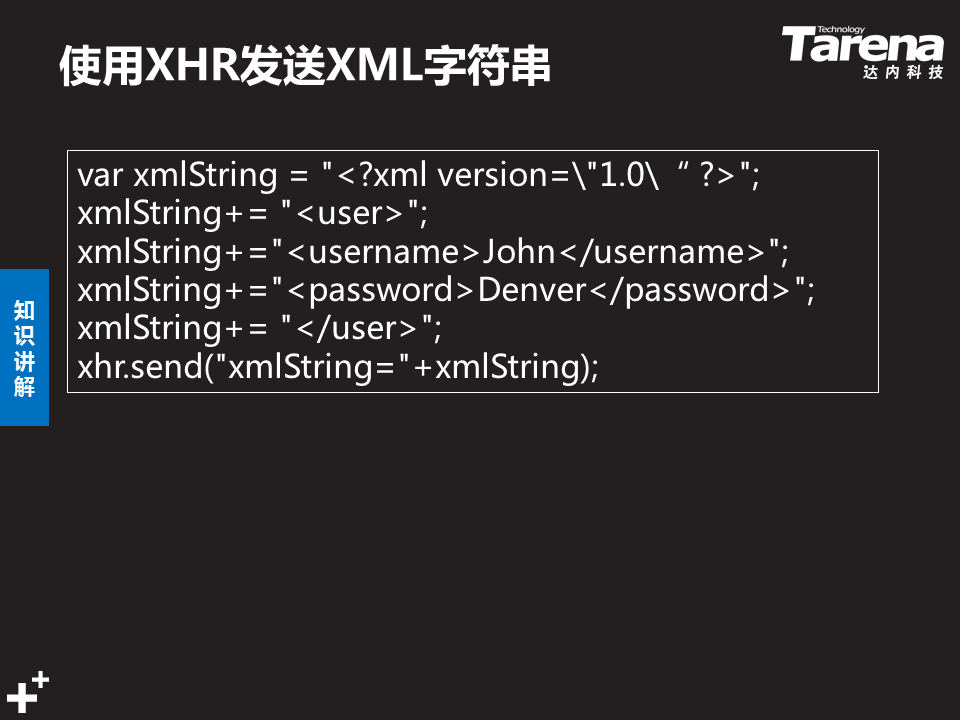 使用XHR发送XML字符串
Technology
Tarena
达内科技
var xmlString = "<?xml version=\"1.0\ “ ?>";
xmlString+= "<user>";
xmlString+="<username>John</username>";
xmlString+="<password>Denver</password>";
xmlString+= "</user>";
xhr.send("xmlString="+xmlString);
知
识
讲
解